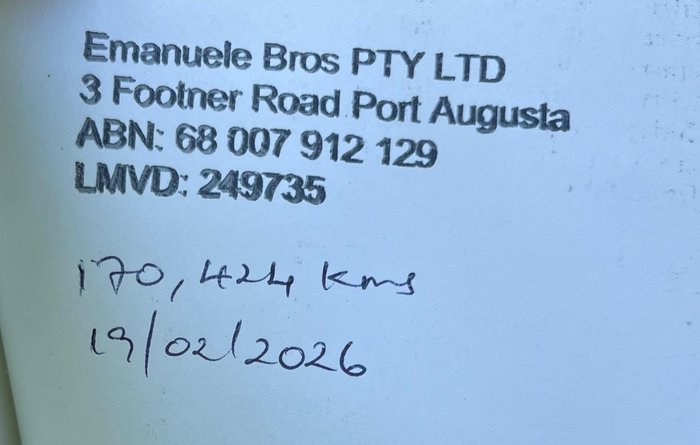 Emanuele Bros PTY LTD
3 Footner Road Port Augusta
ABN: 68 007 912 129
LMVD: 249735
170,424 kms
19/02/2026